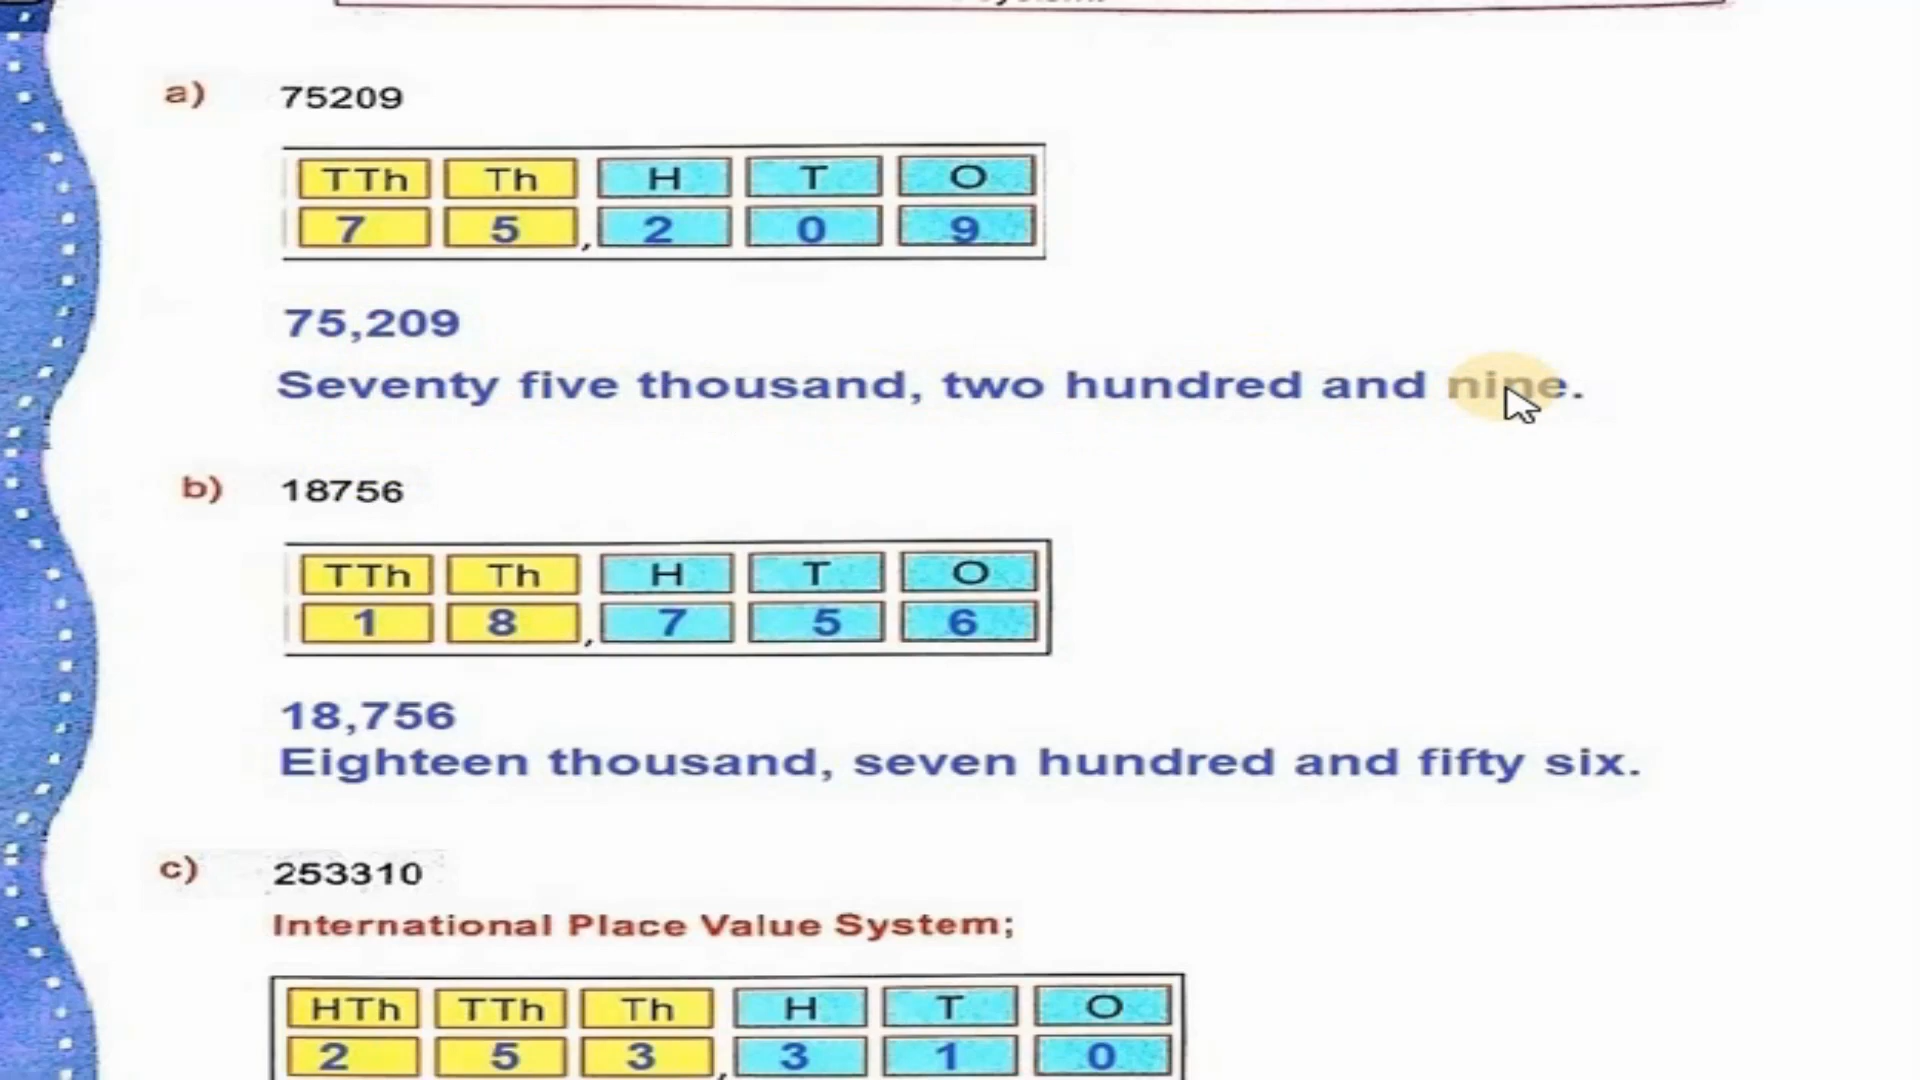 a) 75209
TTh Th H T O
7 5 , 2 0 9
75,209
Seventy five thousand, two hundred and nine.
b) 18756
TTh Th H T O
1 8 , 7 5 6
18,756
Eighteen thousand, seven hundred and fifty six.
c) 253310
International Place Value System;
HTh TTh Th H T O
2 5 3 , 3 1 0